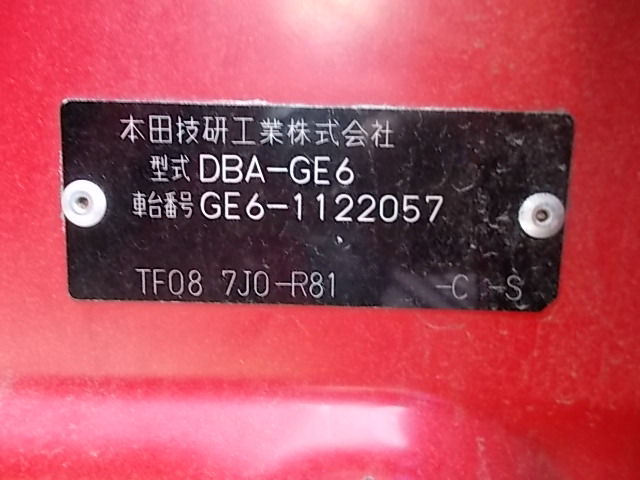 本田技研工業株式会社
型式 DBA-GE6
車台番号 GE6-1122057
TF08 7J0-R81 -C -S